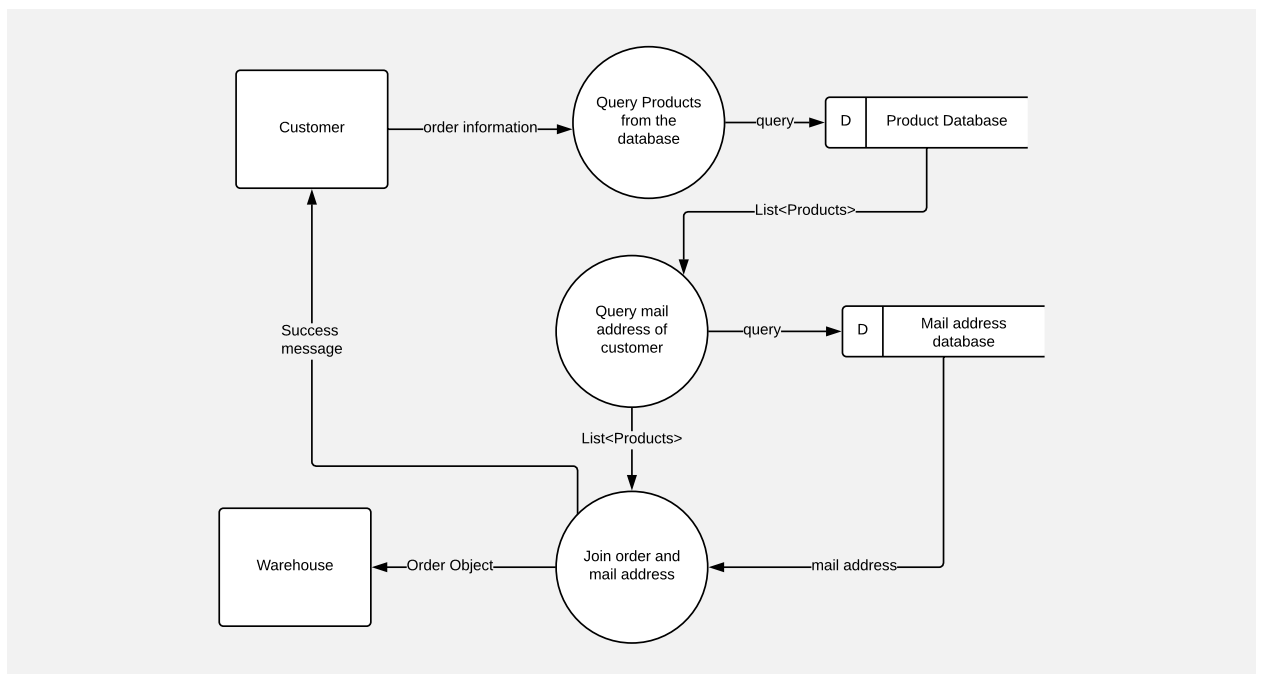 Customer
order information
Query Products
from the
database
query
D
Product Database
List<Products>
Query mail
address of
customer
query
D
Mail address
database
Success
message
List<Products>
Warehouse
Order Object
Join order and
mail address
mail address